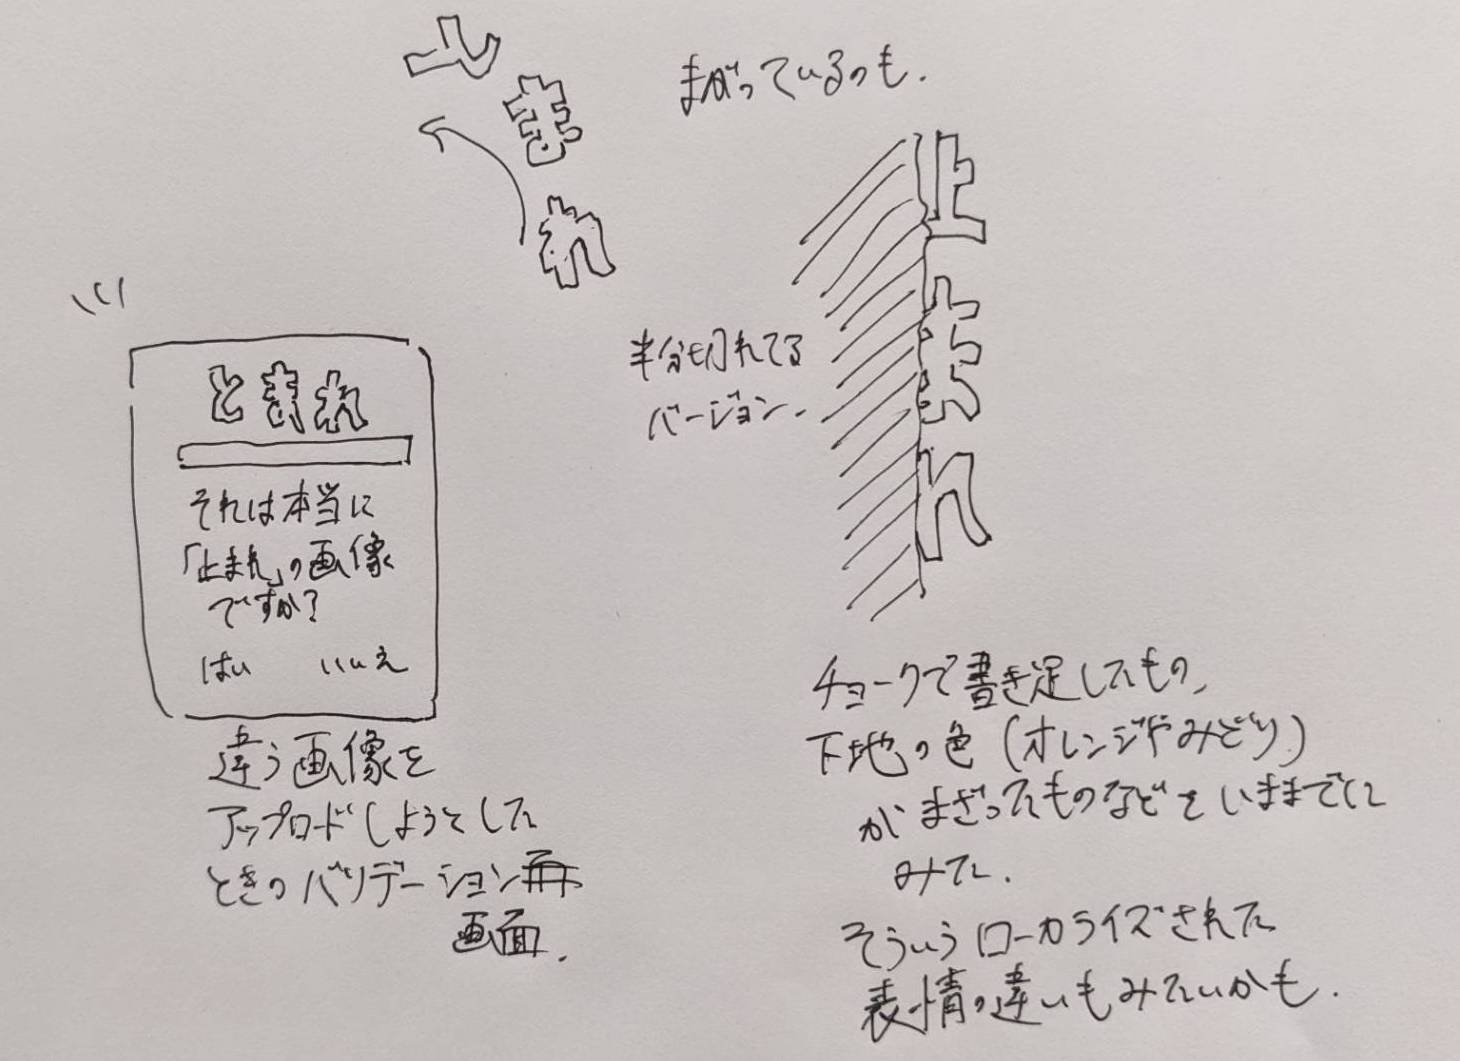 とまれ
まがっているのも.
止まれ
半分切れてる
バージョン.
とまれ
それは本当に
「止まれ」の画像
ですか?
はい いいえ
違う画像を
アップロードしようとした
ときのバリデーション
画面.
チョークで書き足したもの、
下地の色(オレンジやみどり)
がまざったものなどをいままでに
みた.
そういうローカライズされた
表情の違いもみたいかも.